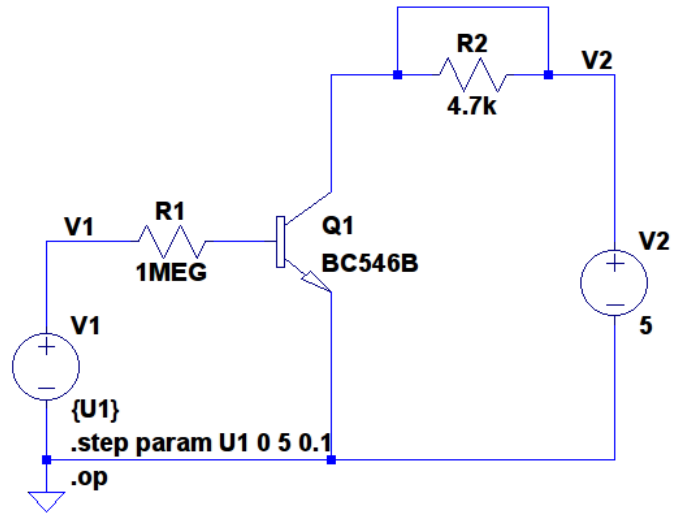 R2
V2
4.7k
V1
R1
1MEG
Q1
BC546B
V2
5
V1
{U1}
.step param U1 0 5 0.1
.op